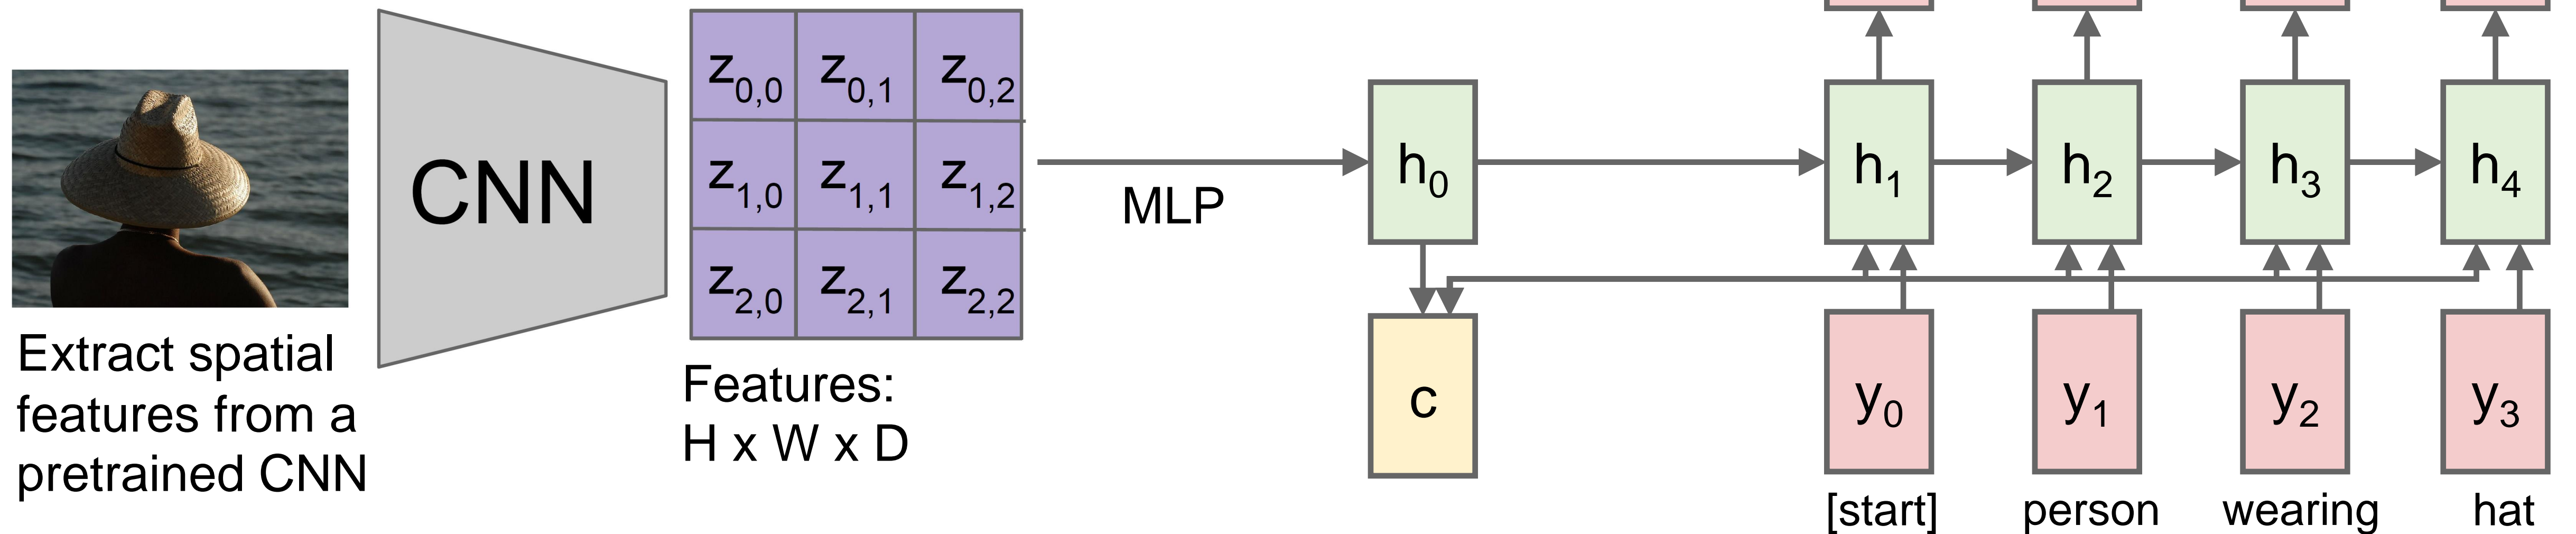 CNN
z0,0 z0,1 z0,2
z1,0 z1,1 z1,2
z2,0 z2,1 z2,2
Extract spatial
features from a
pretrained CNN
Features:
H x W x D
MLP
h0 h1 h2 h3 h4
c y0 y1 y2 y3
[start] person wearing hat